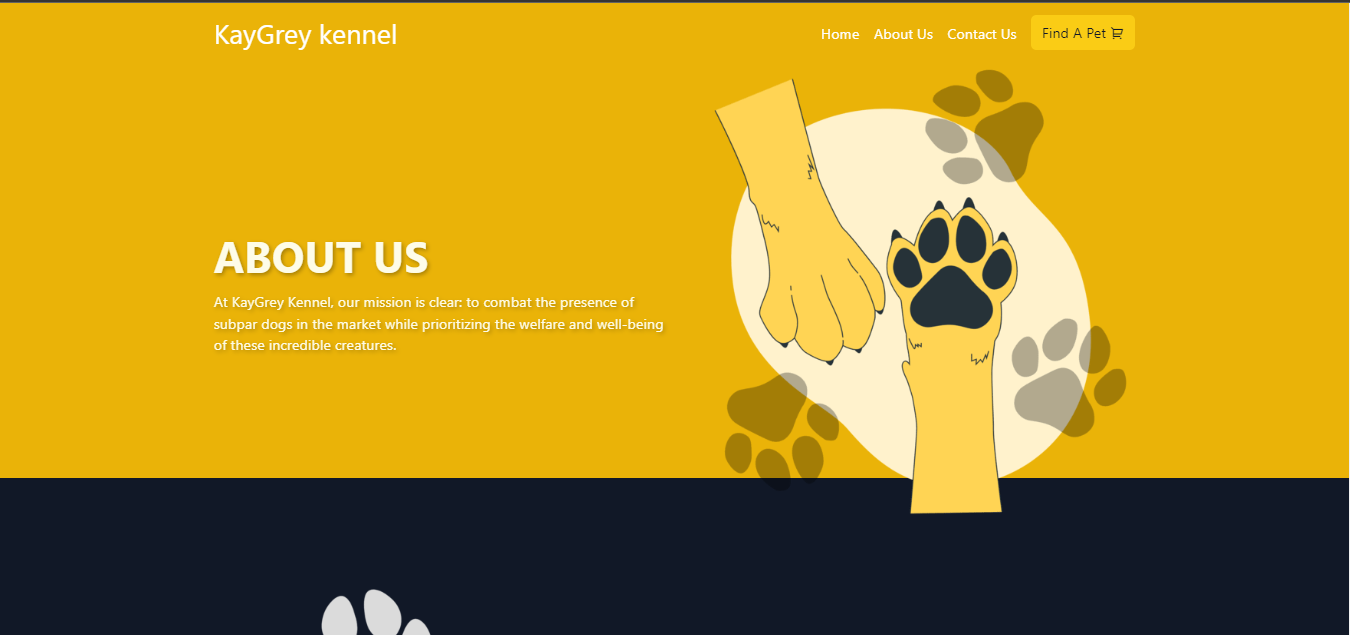 KayGrey kennel
Home About Us Contact Us Find A Pet
ABOUT US
At KayGrey Kennel, our mission is clear: to combat the presence of
subpar dogs in the market while prioritizing the welfare and well-being
of these incredible creatures.